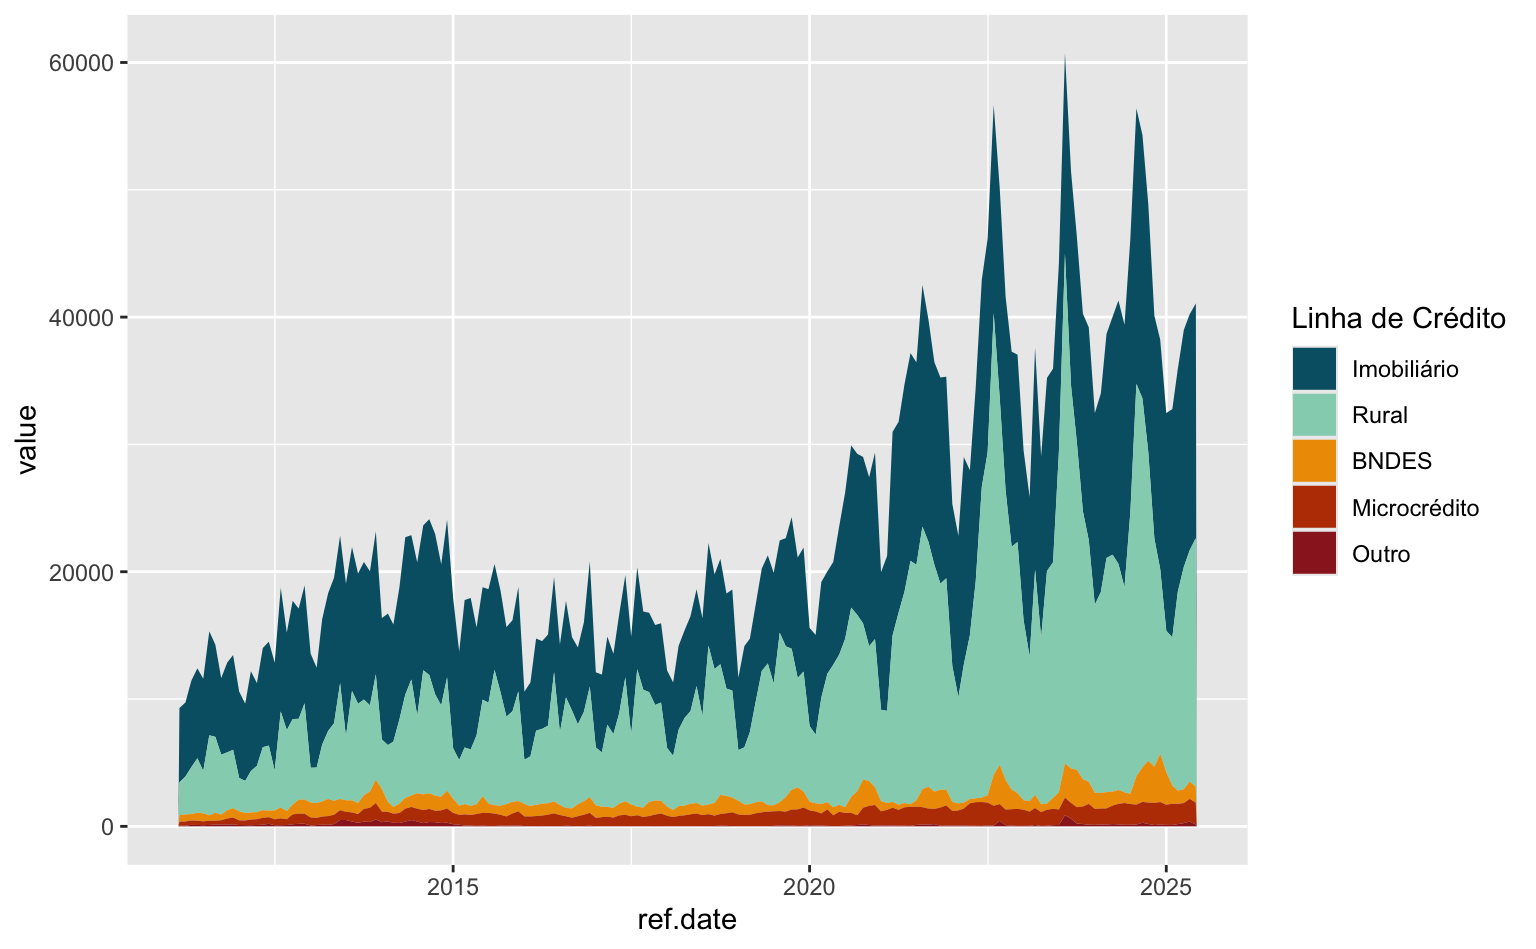 60000
40000
20000
0
value
2015
2020
2025
ref.date
Linha de Crédito
Imobiliário
Rural
BNDES
Microcrédito
Outro